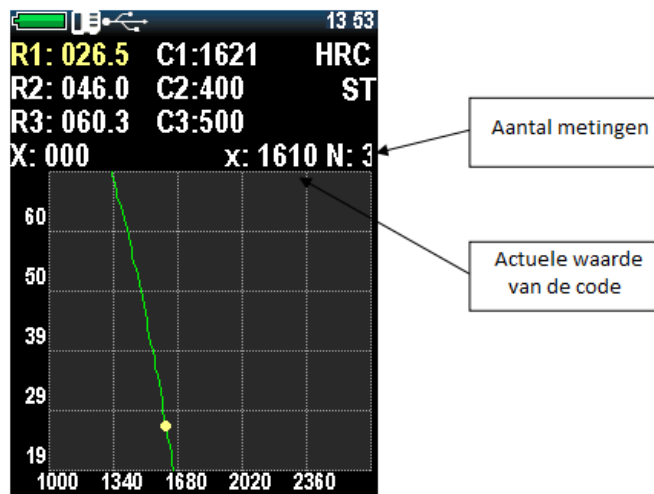 13 53
R1: 026.5 C1:1621 HRC
R2: 046.0 C2:400 ST
R3: 060.3 C3:500
X: 000 x: 1610 N: 3
Aantal metingen
Actuele waarde
van de code
60
50
39
29
19
1000 1340 1680 2020 2360